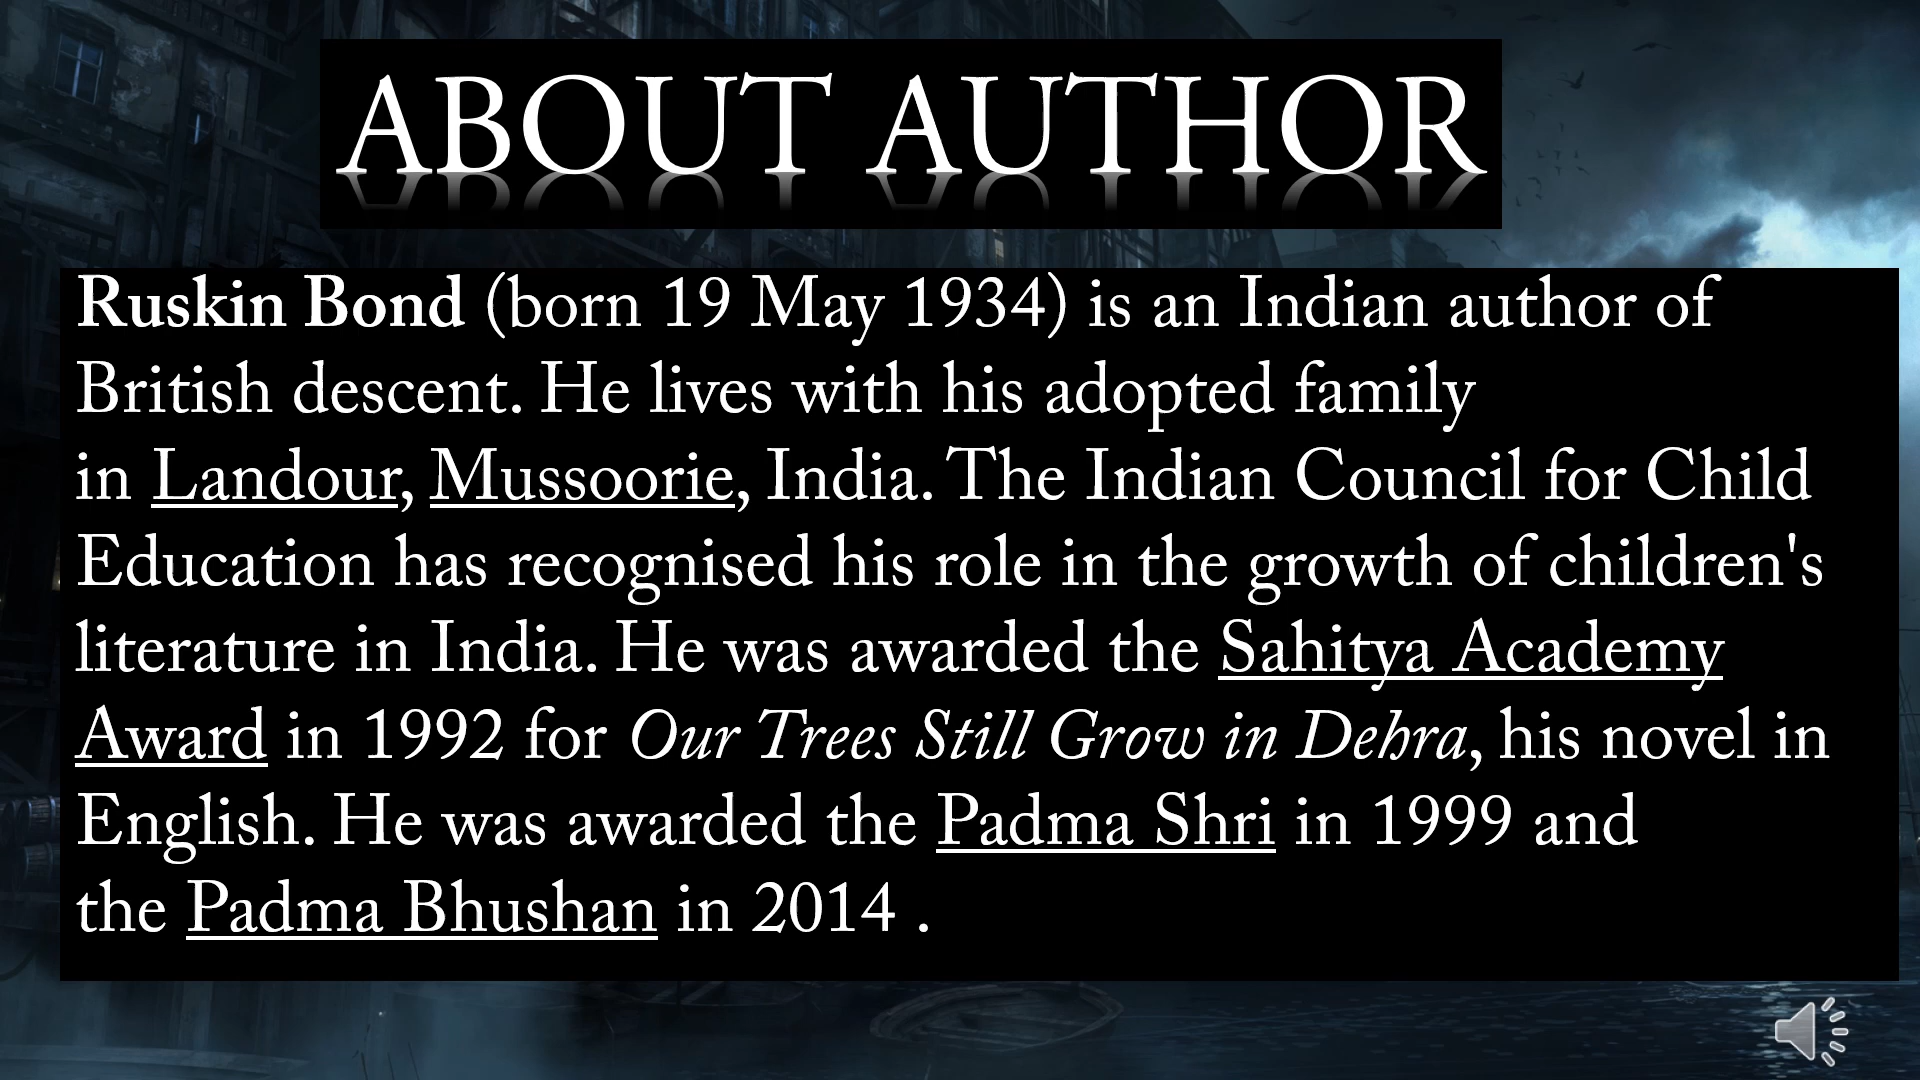 ABOUT AUTHOR
Ruskin Bond (born 19 May 1934) is an Indian author of
British descent. He lives with his adopted family
in Landour, Mussoorie, India. The Indian Council for Child
Education has recognised his role in the growth of children's
literature in India. He was awarded the Sahitya Academy
Award in 1992 for Our Trees Still Grow in Dehra, his novel in
English. He was awarded the Padma Shri in 1999 and
the Padma Bhushan in 2014 .